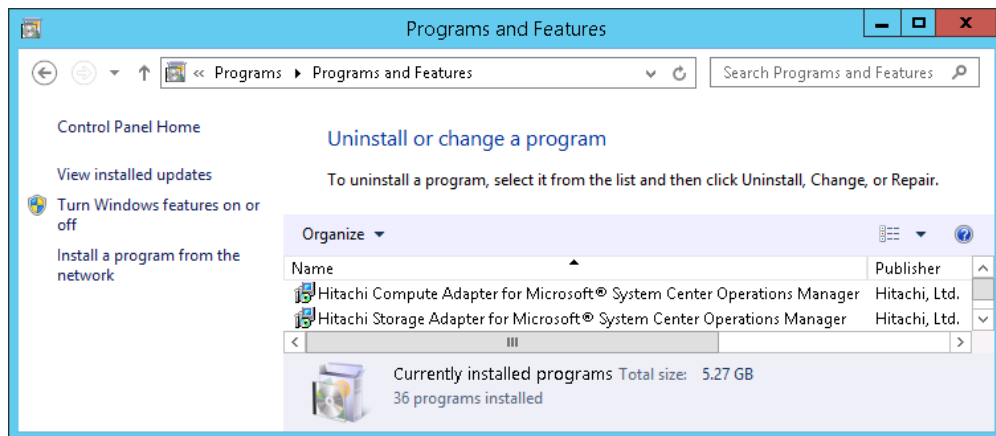 Programs and Features
« Programs ▸ Programs and Features
Search Programs and Features
Control Panel Home
View installed updates
Turn Windows features on or
off
Install a program from the
network
Uninstall or change a program
To uninstall a program, select it from the list and then click Uninstall, Change, or Repair.
Organize
Name Publisher
Hitachi Compute Adapter for Microsoft® System Center Operations Manager Hitachi, Ltd.
Hitachi Storage Adapter for Microsoft® System Center Operations Manager Hitachi, Ltd.
Currently installed programs Total size: 5.27 GB
36 programs installed